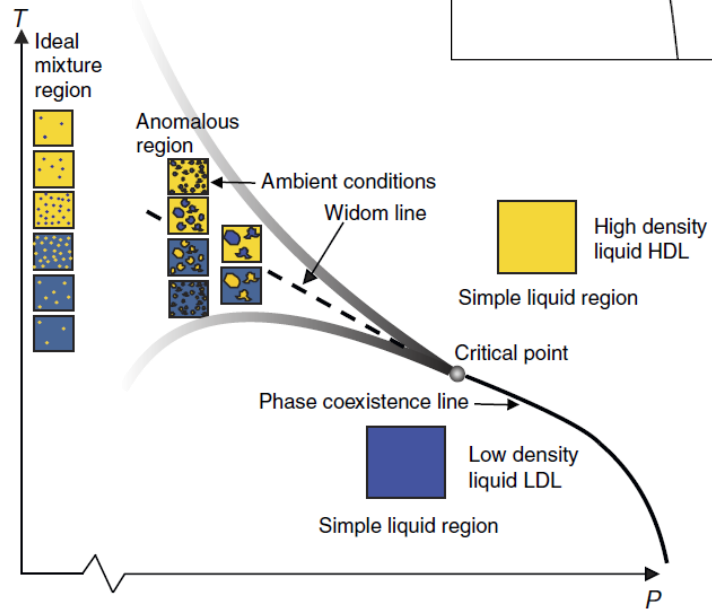 T
Ideal
mixture
region
Anomalous
region
Ambient conditions
Widom line
High density
liquid HDL
Simple liquid region
Critical point
Phase coexistence line
Low density
liquid LDL
Simple liquid region
P